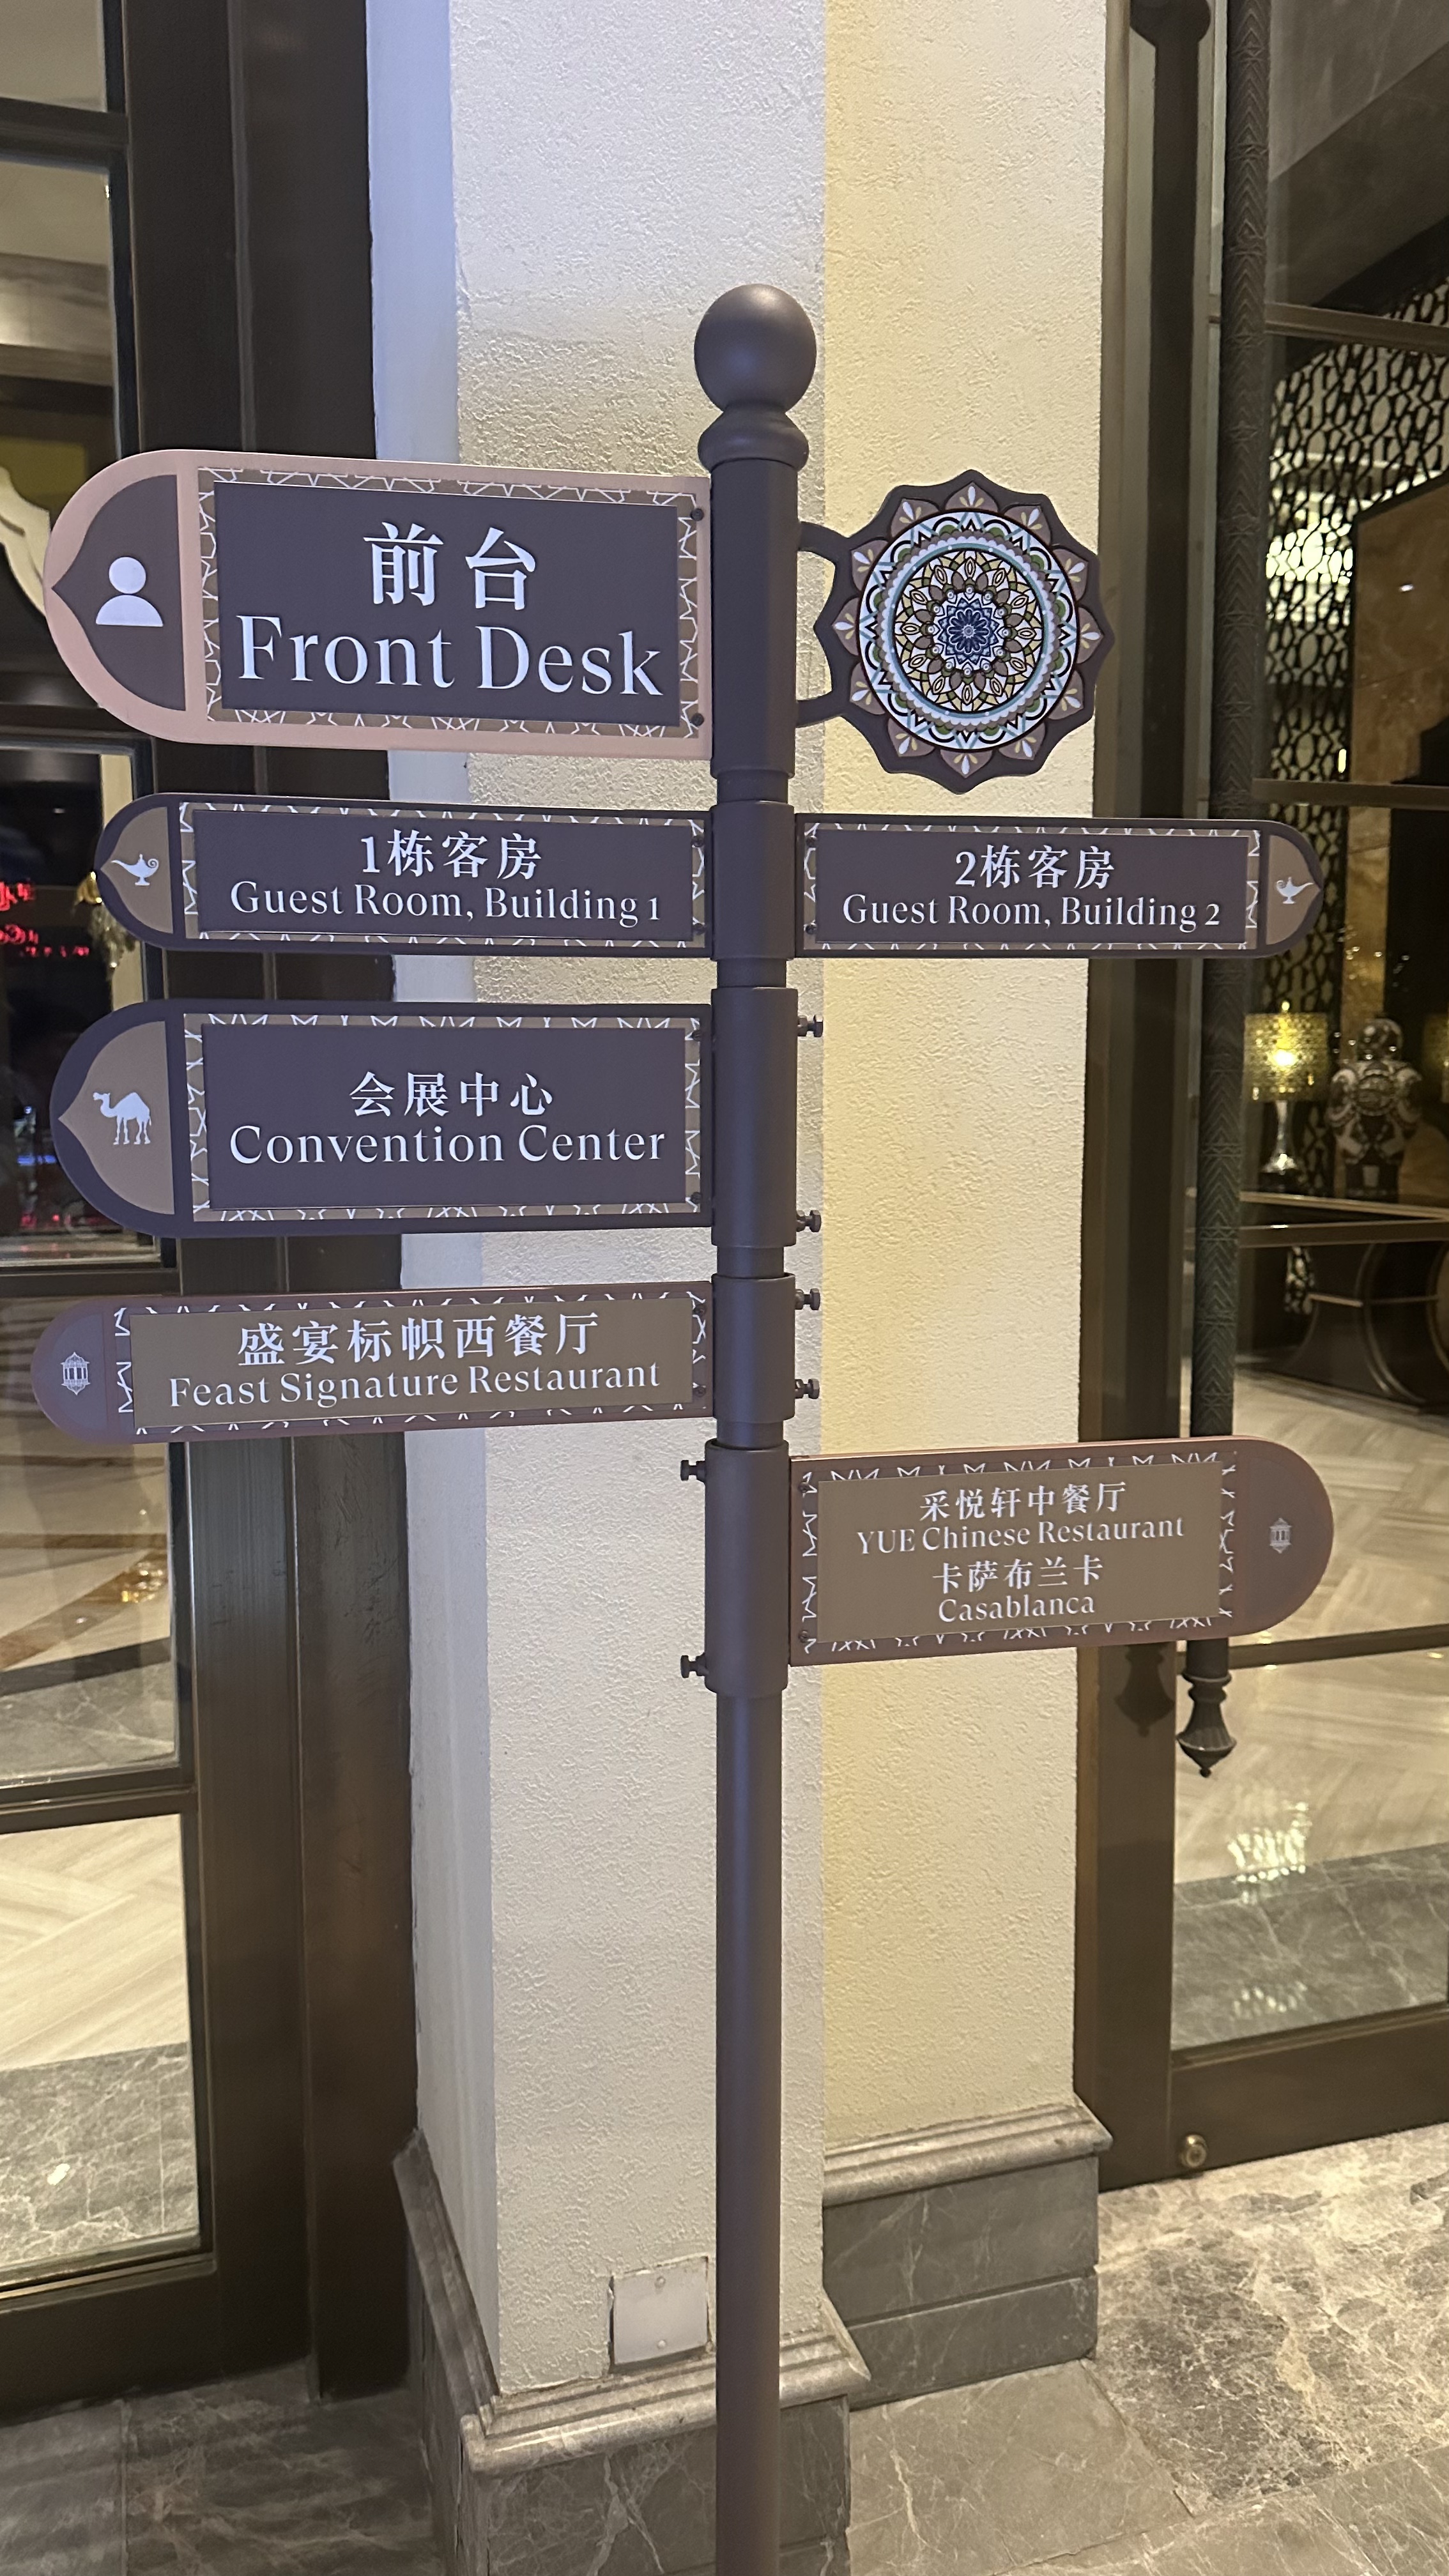 前台
Front Desk
1栋客房
Guest Room, Building 1
2栋客房
Guest Room, Building 2
会展中心
Convention Center
盛宴标帜西餐厅
Feast Signature Restaurant
采悦轩中餐厅
YUE Chinese Restaurant
卡萨布兰卡
Casablanca